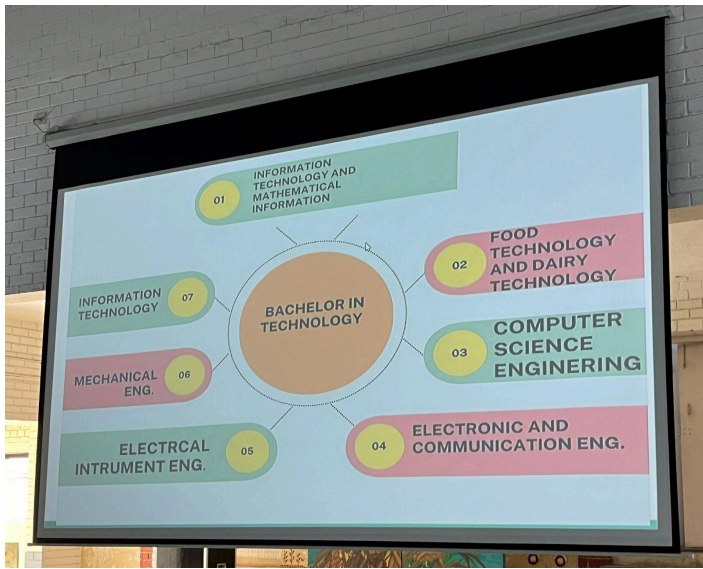 01
INFORMATION
TECHNOLOGY AND
MATHEMATICAL
INFORMATION
02
FOOD
TECHNOLOGY
AND DAIRY
TECHNOLOGY
03
COMPUTER
SCIENCE
ENGINERING
04
ELECTRONIC AND
COMMUNICATION ENG.
05
ELECTRCAL
INTRUMENT ENG.
06
MECHANICAL
ENG.
07
INFORMATION
TECHNOLOGY
BACHELOR IN
TECHNOLOGY